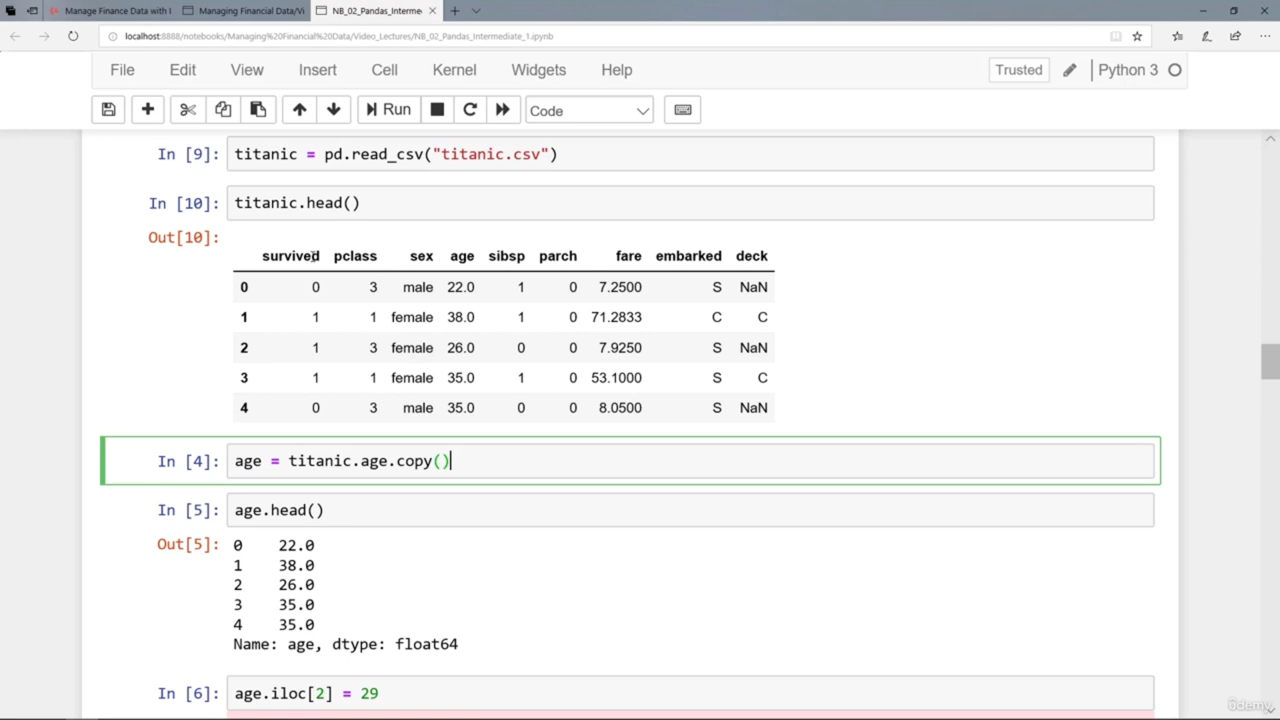 Manage Finance Data with I
Managing Financial Data/Vi
NB_02_Pandas_Interme
localhost:8888/notebooks/Managing%20Financial%20Data/Video_Lectures/NB_02_Pandas_Intermediate_1.ipynb
File Edit View Insert Cell Kernel Widgets Help Trusted Python 3
Run Code
In [9]: titanic = pd.read_csv("titanic.csv")
In [10]: titanic.head()
Out[10]:
survived pclass sex age sibsp parch fare embarked deck
0 0 3 male 22.0 1 0 7.2500 S NaN
1 1 1 female 38.0 1 0 71.2833 C C
2 1 3 female 26.0 0 0 7.9250 S NaN
3 1 1 female 35.0 1 0 53.1000 S C
4 0 3 male 35.0 0 0 8.0500 S NaN
In [4]: age = titanic.age.copy()
In [5]: age.head()
Out[5]: 0 22.0
1 38.0
2 26.0
3 35.0
4 35.0
Name: age, dtype: float64
In [6]: age.iloc[2] = 29
Udemy